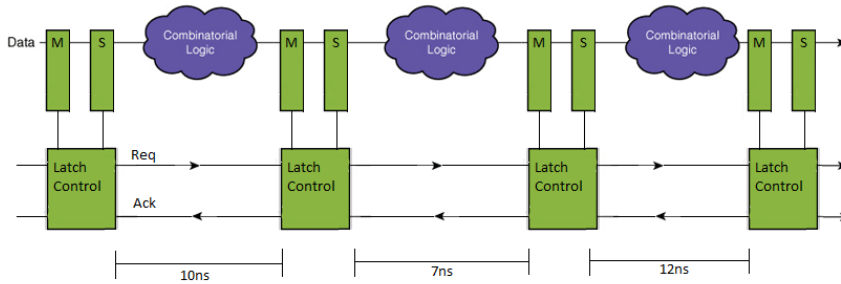 Data
M
S
Combinatorial
Logic
M
S
Combinatorial
Logic
M
S
Combinatorial
Logic
M
S
Latch
Control
Req
Ack
Latch
Control
Latch
Control
Latch
Control
10ns
7ns
12ns